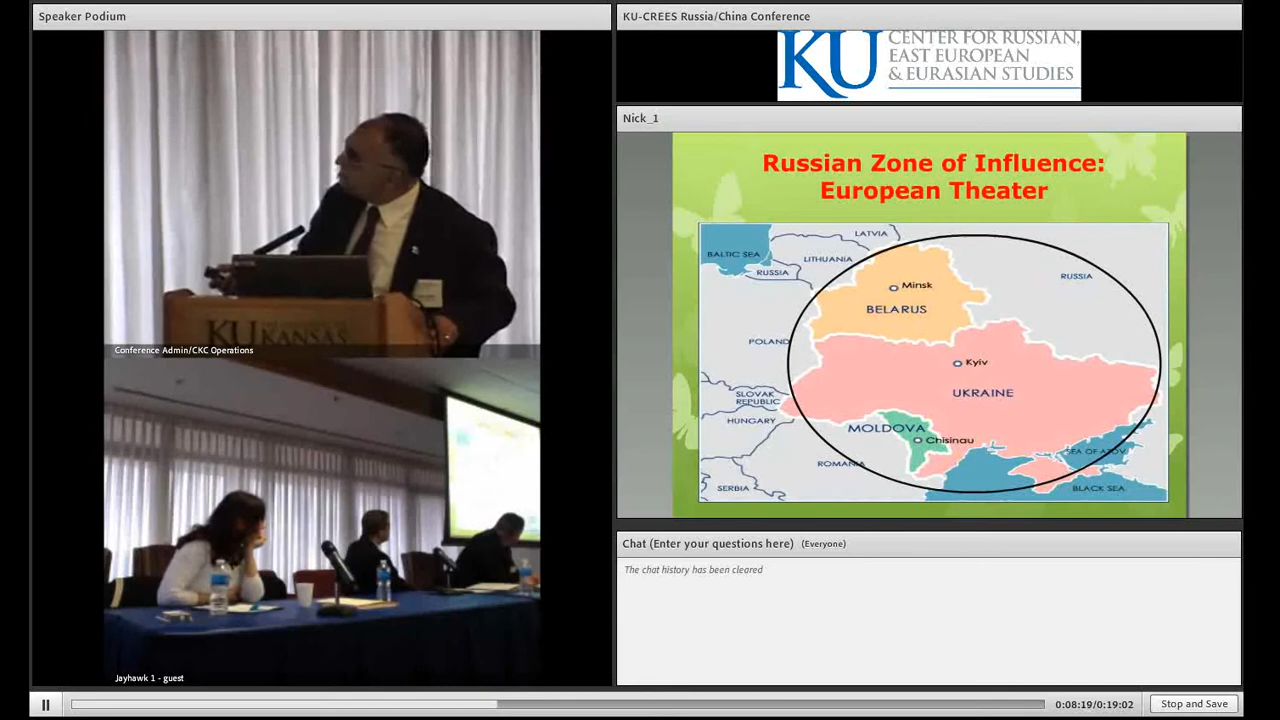 Speaker Podium
KU KANSAS
Conference Admin/CKC Operations
Jayhawk 1 - guest
KU-CREES Russia/China Conference
KU
CENTER FOR RUSSIAN,
EAST EUROPEAN
& EURASIAN STUDIES
Nick_1
Russian Zone of Influence:
European Theater
LATVIA
BALTIC SEA
LITHUANIA
RUSSIA
RUSSIA
Minsk
BELARUS
POLAND
Kyiv
UKRAINE
SLOVAK
REPUBLIC
HUNGARY
MOLDOVA
Chisinau
SEA OF AZOV
ROMANIA
SERBIA
BLACK SEA
Chat (Enter your questions here) (Everyone)
The chat history has been cleared
0:08:19/0:19:02
Stop and Save